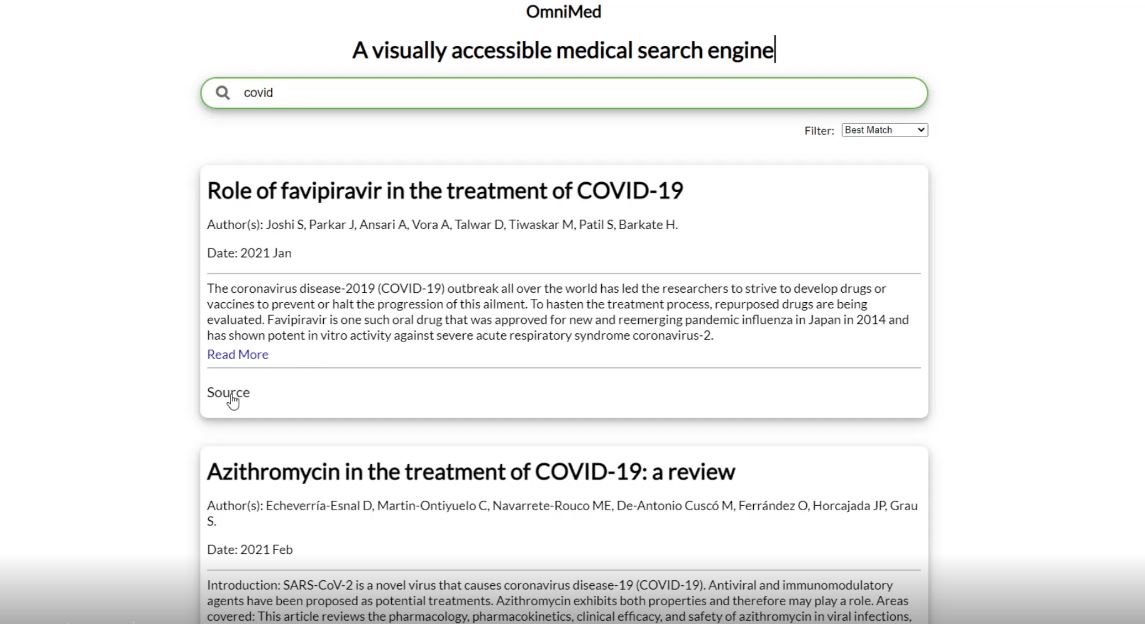 OmniMed
A visually accessible medical search engine
covid
Filter: Best Match
Role of favipiravir in the treatment of COVID-19
Author(s): Joshi S, Parkar J, Ansari A, Vora A, Talwar D, Tiwaskar M, Patil S, Barkate H.
Date: 2021 Jan
The coronavirus disease-2019 (COVID-19) outbreak all over the world has led the researchers to strive to develop drugs or
vaccines to prevent or halt the progression of this ailment. To hasten the treatment process, repurposed drugs are being
evaluated. Favipiravir is one such oral drug that was approved for new and reemerging pandemic influenza in Japan in 2014 and
has shown potent in vitro activity against severe acute respiratory syndrome coronavirus-2.
Read More
Source
Azithromycin in the treatment of COVID-19: a review
Author(s): Echeverría-Esnal D, Martin-Ontiyuelo C, Navarrete-Rouco ME, De-Antonio Cuscó M, Ferrández O, Horcajada JP, Grau
S.
Date: 2021 Feb
Introduction: SARS-CoV-2 is a novel virus that causes coronavirus disease-19 (COVID-19). Antiviral and immunomodulatory
agents have been proposed as potential treatments. Azithromycin exhibits both properties and therefore may play a role. Areas
covered: This article reviews the pharmacology, pharmacokinetics, clinical efficacy, and safety of azithromycin in viral infections,